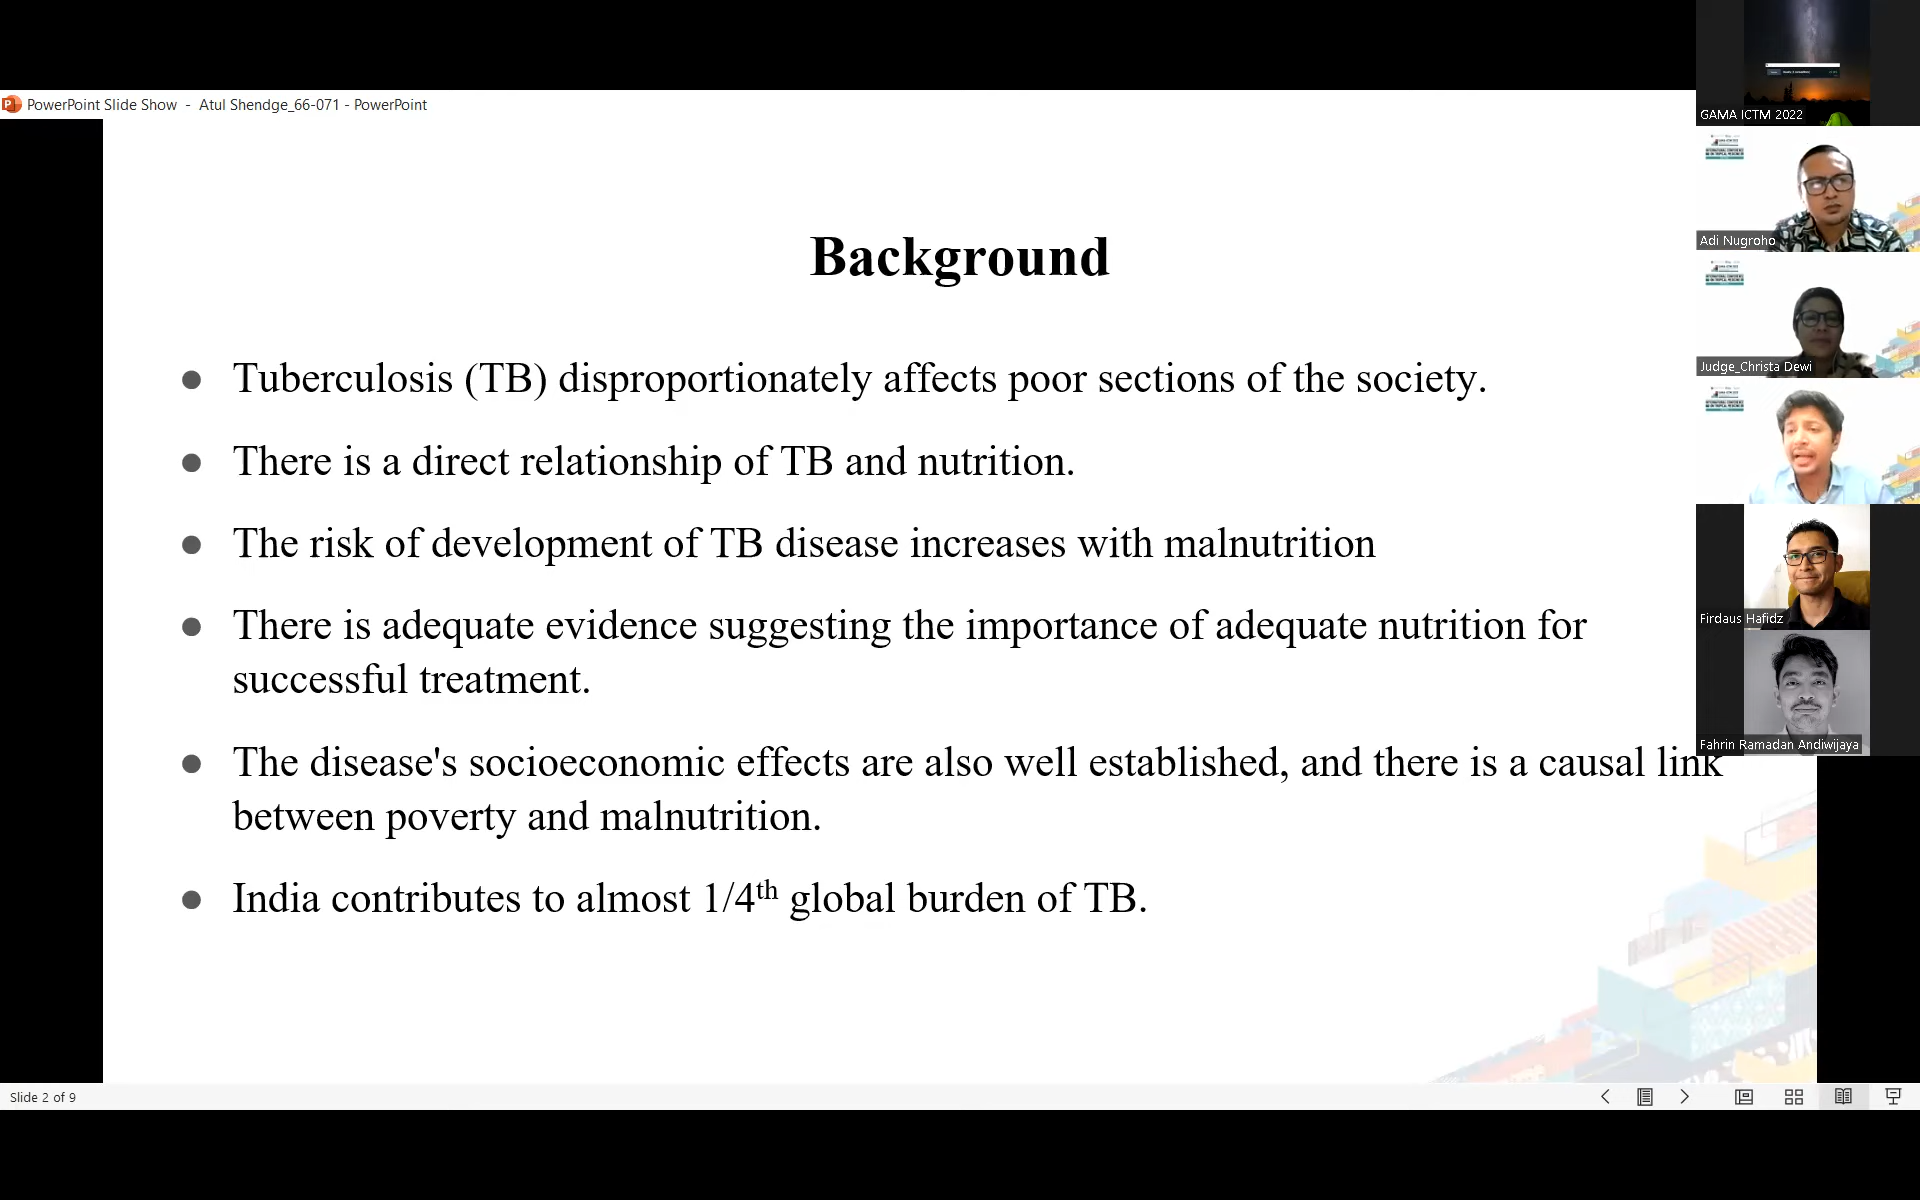 PowerPoint Slide Show - Atul Shendge_66-071 - PowerPoint
GAMA ICTM 2022
Adi Nugroho
Judge_Christa Dewi
Firdaus Hafidz
Fahrin Ramadan Andiwijaya
Background
Tuberculosis (TB) disproportionately affects poor sections of the society.
There is a direct relationship of TB and nutrition.
The risk of development of TB disease increases with malnutrition
There is adequate evidence suggesting the importance of adequate nutrition for
successful treatment.
The disease's socioeconomic effects are also well established, and there is a causal link
between poverty and malnutrition.
India contributes to almost 1/4th global burden of TB.
Slide 2 of 9